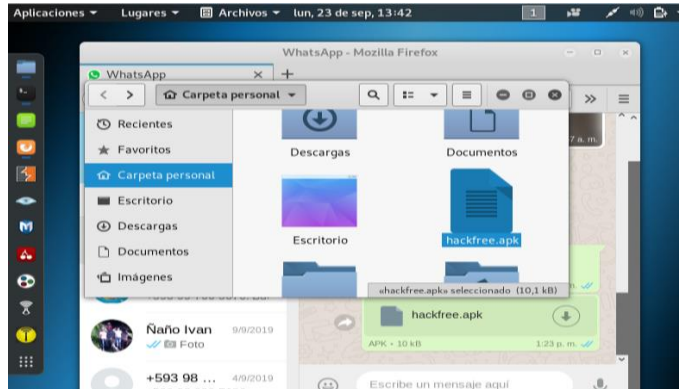 Aplicaciones Lugares Archivos lun, 23 de sep, 13:42 1
WhatsApp - Mozilla Firefox
WhatsApp
Carpeta personal
Recientes
Favoritos
Carpeta personal
Escritorio
Descargas
Documentos
Imágenes
Descargas Documentos
Escritorio hackfree.apk
«hackfree.apk» seleccionado (10,1 kB)
7 a. m.
hackfree.apk
APK • 10 kB 1:23 p. m.
Ñaño Ivan 9/9/2019
Foto
+593 98 ... 4/9/2019
Escribe un mensaje aquí